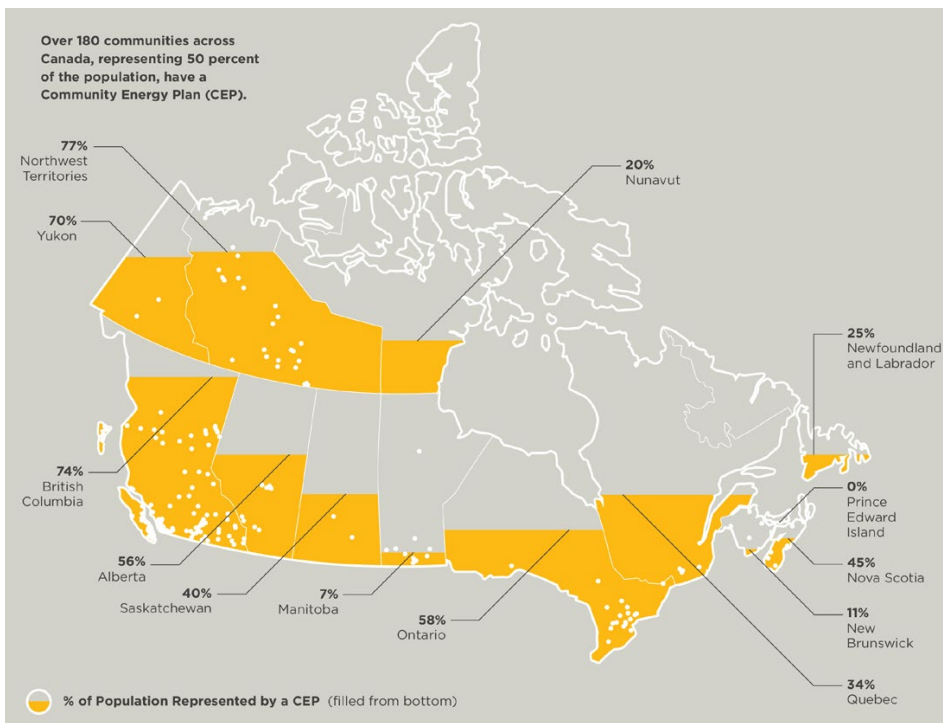 Over 180 communities across
Canada, representing 50 percent
of the population, have a
Community Energy Plan (CEP).
77%
Northwest
Territories
20%
Nunavut
70%
Yukon
25%
Newfoundland
and Labrador
74%
British
Columbia
0%
Prince
Edward
Island
56%
Alberta
40%
Saskatchewan
7%
Manitoba
58%
Ontario
45%
Nova Scotia
11%
New
Brunswick
34%
Quebec
% of Population Represented by a CEP (filled from bottom)